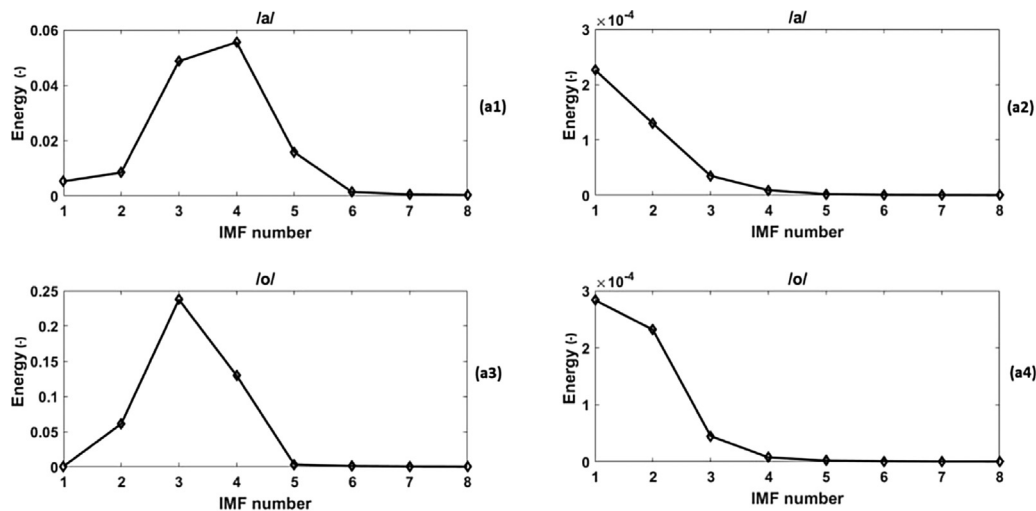 /a/
0.06
0.04
0.02
0
Energy (-)
1 2 3 4 5 6 7 8
IMF number
(a1)
/a/
×10⁻⁴
3
2
1
0
Energy (-)
1 2 3 4 5 6 7 8
IMF number
(a2)
/o/
0.25
0.2
0.15
0.1
0.05
0
Energy (-)
1 2 3 4 5 6 7 8
IMF number
(a3)
/o/
×10⁻⁴
3
2
1
0
Energy (-)
1 2 3 4 5 6 7 8
IMF number
(a4)